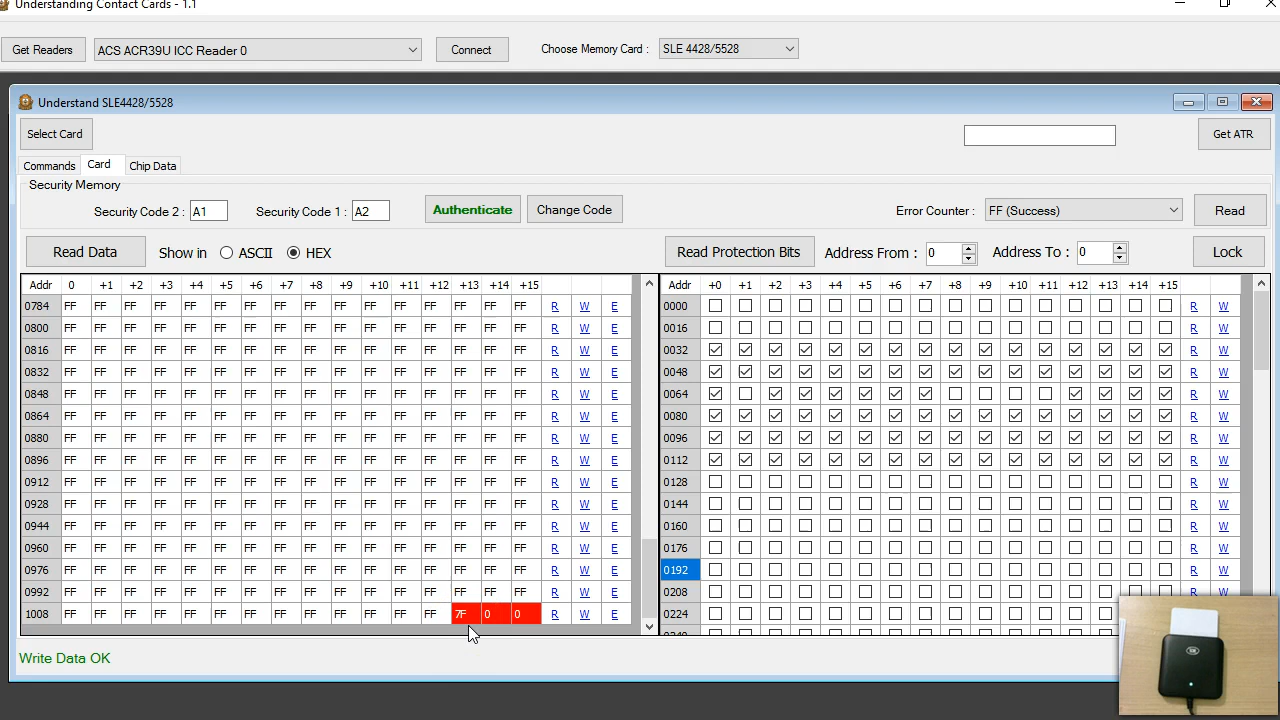 Understanding Contact Cards - 1.1
Get Readers ACS ACR39U ICC Reader 0 Connect Choose Memory Card : SLE 4428/5528
Understand SLE4428/5528
Select Card Get ATR
Commands Card Chip Data
Security Memory
Security Code 2 : A1 Security Code 1 : A2 Authenticate Change Code Error Counter : FF (Success) Read
Read Data Show in ASCII HEX Read Protection Bits Address From : 0 Address To : 0 Lock
Addr 0 +1 +2 +3 +4 +5 +6 +7 +8 +9 +10 +11 +12 +13 +14 +15
0784 FF FF FF FF FF FF FF FF FF FF FF FF FF FF FF FF R W E
0800 FF FF FF FF FF FF FF FF FF FF FF FF FF FF FF FF R W E
0816 FF FF FF FF FF FF FF FF FF FF FF FF FF FF FF FF R W E
0832 FF FF FF FF FF FF FF FF FF FF FF FF FF FF FF FF R W E
0848 FF FF FF FF FF FF FF FF FF FF FF FF FF FF FF FF R W E
0864 FF FF FF FF FF FF FF FF FF FF FF FF FF FF FF FF R W E
0880 FF FF FF FF FF FF FF FF FF FF FF FF FF FF FF FF R W E
0896 FF FF FF FF FF FF FF FF FF FF FF FF FF FF FF FF R W E
0912 FF FF FF FF FF FF FF FF FF FF FF FF FF FF FF FF R W E
0928 FF FF FF FF FF FF FF FF FF FF FF FF FF FF FF FF R W E
0944 FF FF FF FF FF FF FF FF FF FF FF FF FF FF FF FF R W E
0960 FF FF FF FF FF FF FF FF FF FF FF FF FF FF FF FF R W E
0976 FF FF FF FF FF FF FF FF FF FF FF FF FF FF FF FF R W E
0992 FF FF FF FF FF FF FF FF FF FF FF FF FF FF FF FF R W E
1008 FF FF FF FF FF FF FF FF FF FF FF FF FF 7F 0 0 R W E
Addr +0 +1 +2 +3 +4 +5 +6 +7 +8 +9 +10 +11 +12 +13 +14 +15
0000 R W
0016 R W
0032 R W
0048 R W
0064 R W
0080 R W
0096 R W
0112 R W
0128 R W
0144 R W
0160 R W
0176 R W
0192 R W
0208 R W
0224 R W
0240
Write Data OK